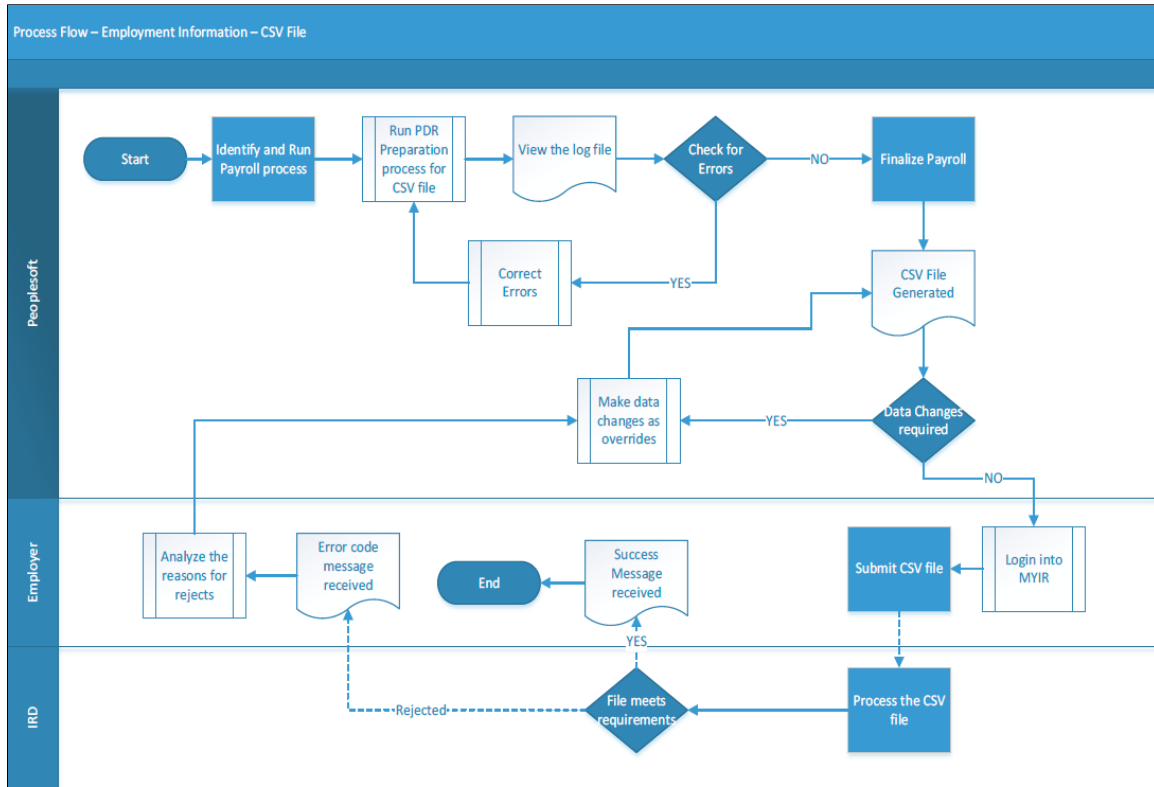 Process Flow – Employment Information – CSV File
Peoplesoft
Start
Identify and Run
Payroll process
Run PDR
Preparation
process for
CSV file
View the log file
Check for
Errors
NO
Finalize Payroll
Correct
Errors
YES
CSV File
Generated
Make data
changes as
overrides
YES
Data Changes
required
NO
Employer
Analyze the
reasons for
rejects
Error code
message
received
End
Success
Message
received
Submit CSV file
Login into
MYIR
YES
IRD
Rejected
File meets
requirements
Process the CSV
file